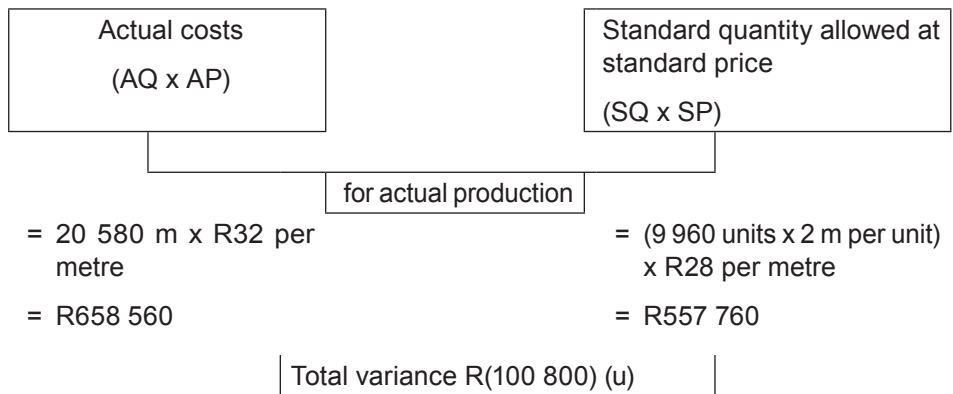 Actual costs
(AQ x AP)
Standard quantity allowed at
standard price
(SQ x SP)
for actual production
= 20 580 m x R32 per
metre
= R658 560
= (9 960 units x 2 m per unit)
x R28 per metre
= R557 760
Total variance R(100 800) (u)